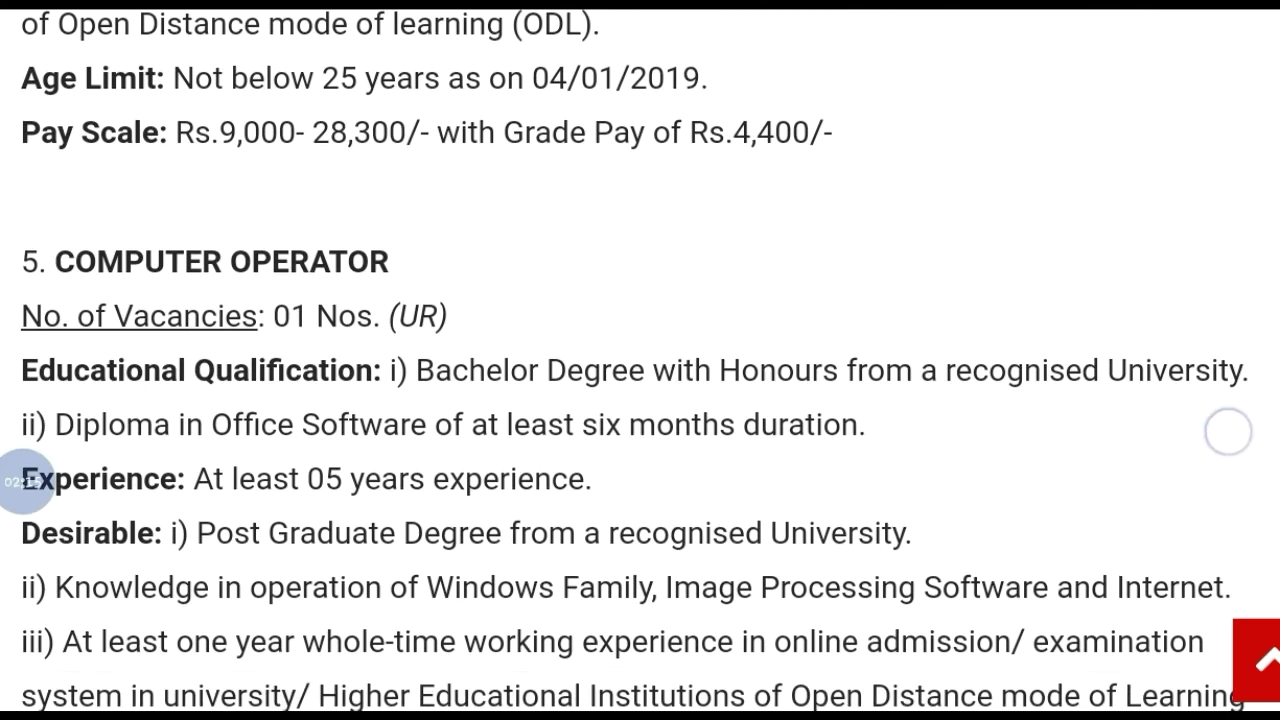 of Open Distance mode of learning (ODL).
Age Limit: Not below 25 years as on 04/01/2019.
Pay Scale: Rs.9,000- 28,300/- with Grade Pay of Rs.4,400/-
5. COMPUTER OPERATOR
No. of Vacancies: 01 Nos. (UR)
Educational Qualification: i) Bachelor Degree with Honours from a recognised University.
ii) Diploma in Office Software of at least six months duration.
Experience: At least 05 years experience.
Desirable: i) Post Graduate Degree from a recognised University.
ii) Knowledge in operation of Windows Family, Image Processing Software and Internet.
iii) At least one year whole-time working experience in online admission/ examination
system in university/ Higher Educational Institutions of Open Distance mode of Learning